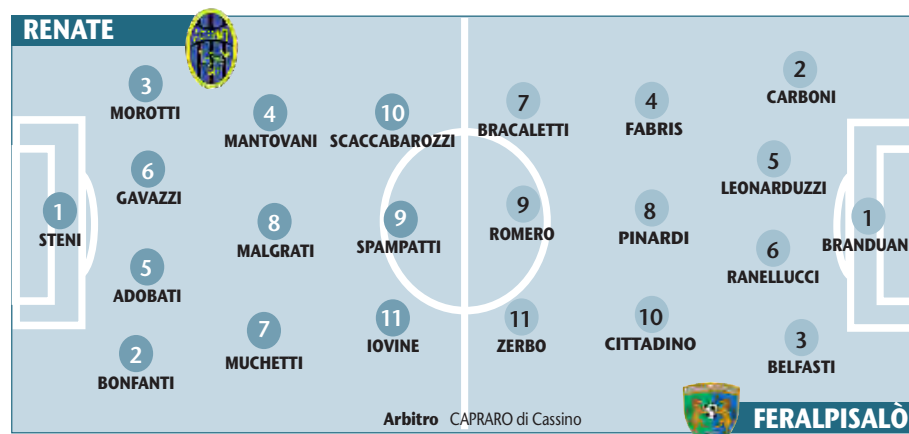 RENATE
3
MOROTTI
4
MANTOVANI
10
SCACCABAROZZI
6
GAVAZZI
1
STENI
8
MALGRATI
9
SPAMPATTI
5
ADOBATI
7
MUCHETTI
11
IOVINE
2
BONFANTI
7
BRACALETTI
4
FABRIS
2
CARBONI
5
LEONARDUZZI
9
ROMERO
8
PINARDI
1
BRANDUAN
6
RANELLUCCI
11
ZERBO
10
CITTADINO
3
BELFASTI
Arbitro CAPRARO di Cassino
FERALPISALÒ